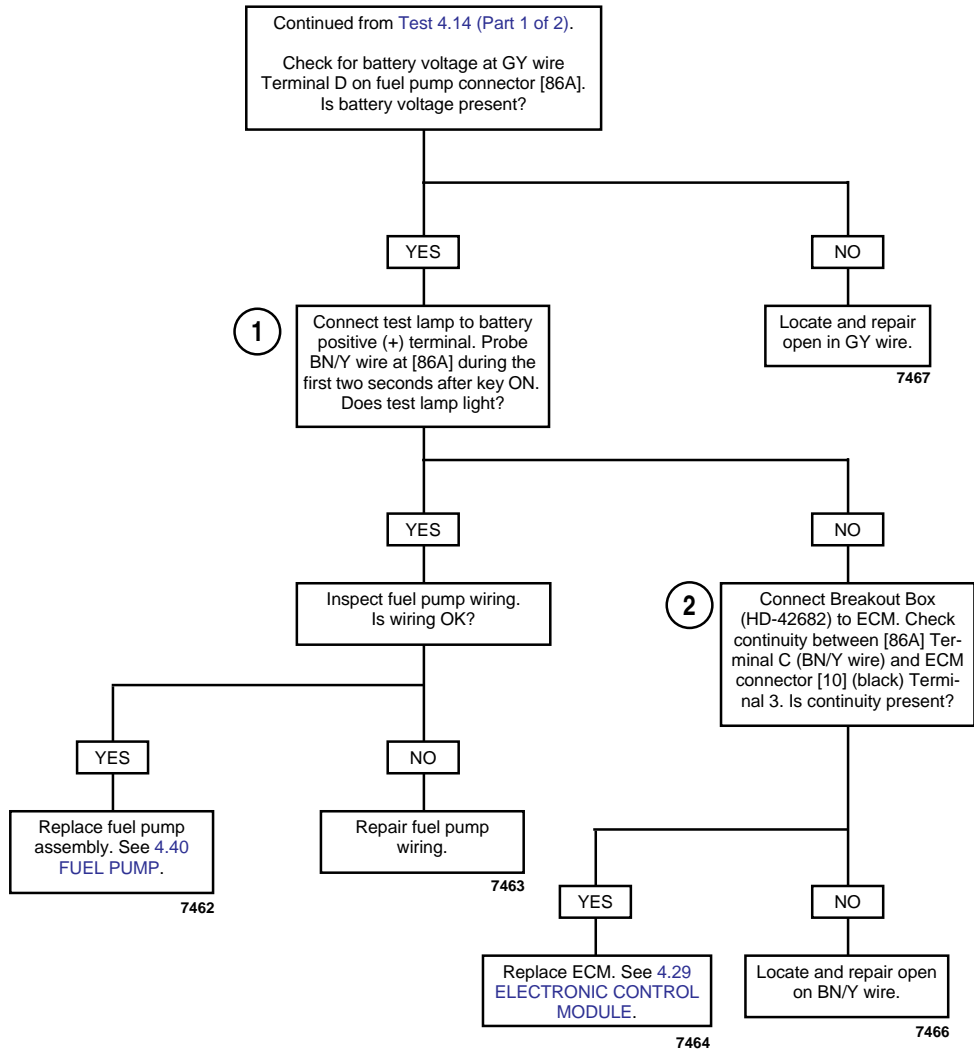 Continued from Test 4.14 (Part 1 of 2).
Check for battery voltage at GY wire
Terminal D on fuel pump connector [86A].
Is battery voltage present?
YES
NO
1
Connect test lamp to battery
positive (+) terminal. Probe
BN/Y wire at [86A] during the
first two seconds after key ON.
Does test lamp light?
Locate and repair
open in GY wire.
7467
YES
NO
Inspect fuel pump wiring.
Is wiring OK?
2
Connect Breakout Box
(HD-42682) to ECM. Check
continuity between [86A] Ter-
minal C (BN/Y wire) and ECM
connector [10] (black) Termi-
nal 3. Is continuity present?
YES
NO
Replace fuel pump
assembly. See 4.40
FUEL PUMP.
7462
Repair fuel pump
wiring.
7463
YES
NO
Replace ECM. See 4.29
ELECTRONIC CONTROL
MODULE.
7464
Locate and repair open
on BN/Y wire.
7466